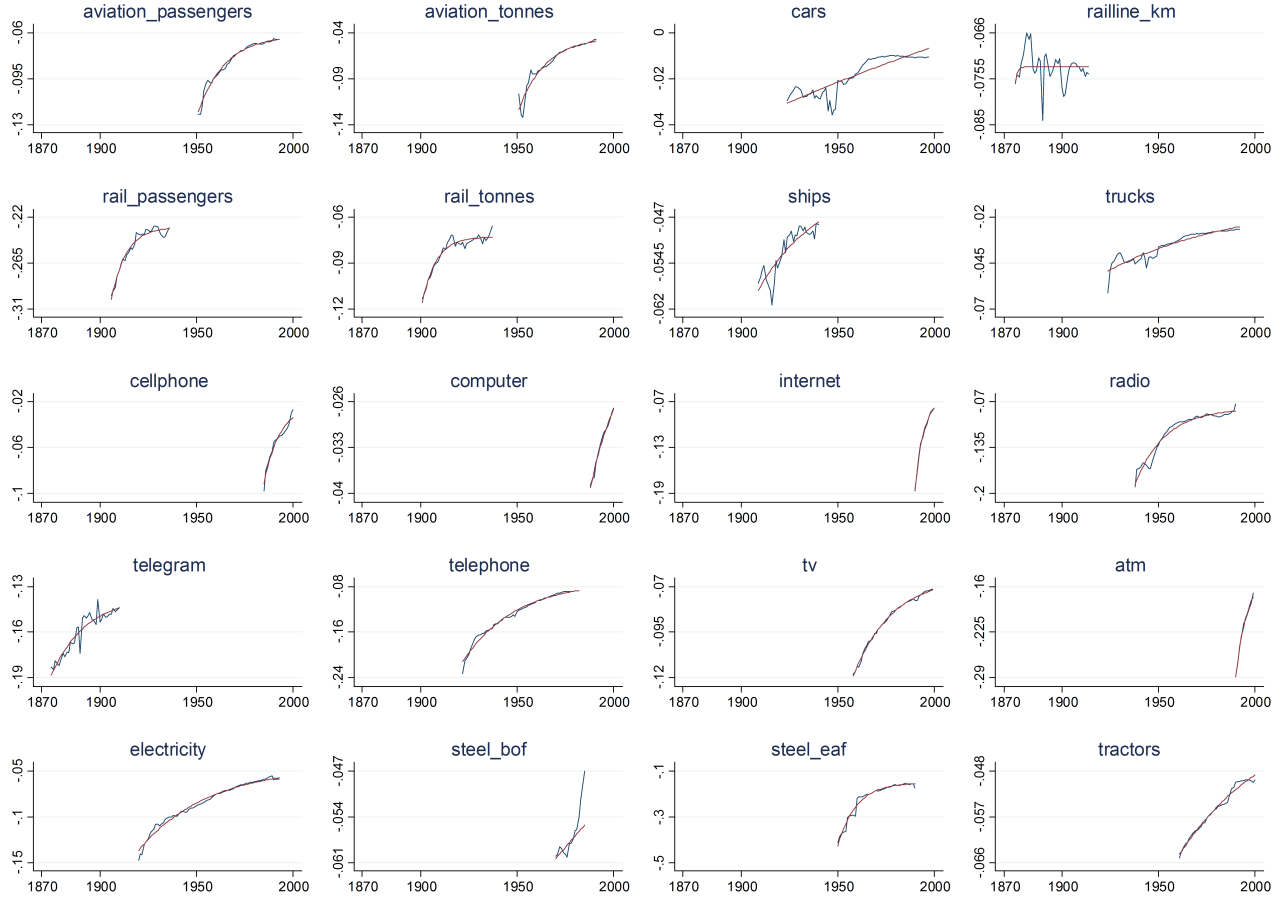 aviation_passengers
-.06
-.095
-.13
1870 1900 1950 2000
aviation_tonnes
-.04
-.09
-.14
1870 1900 1950 2000
cars
0
-.02
-.04
1870 1900 1950 2000
railline_km
-.066
-.0755
-.085
1870 1900 1950 2000
rail_passengers
-.22
-.265
-.31
1870 1900 1950 2000
rail_tonnes
-.06
-.09
-.12
1870 1900 1950 2000
ships
-.047
-.0545
-.062
1870 1900 1950 2000
trucks
-.02
-.045
-.07
1870 1900 1950 2000
cellphone
-.02
-.06
-.1
1870 1900 1950 2000
computer
-.026
-.033
-.04
1870 1900 1950 2000
internet
-.07
-.13
-.19
1870 1900 1950 2000
radio
-.07
-.135
-.2
1870 1900 1950 2000
telegram
-.13
-.16
-.19
1870 1900 1950 2000
telephone
-.08
-.16
-.24
1870 1900 1950 2000
tv
-.07
-.095
-.12
1870 1900 1950 2000
atm
-.16
-.225
-.29
1870 1900 1950 2000
electricity
-.05
-.1
-.15
1870 1900 1950 2000
steel_bof
-.047
-.054
-.061
1870 1900 1950 2000
steel_eaf
-.1
-.3
-.5
1870 1900 1950 2000
tractors
-.048
-.057
-.066
1870 1900 1950 2000